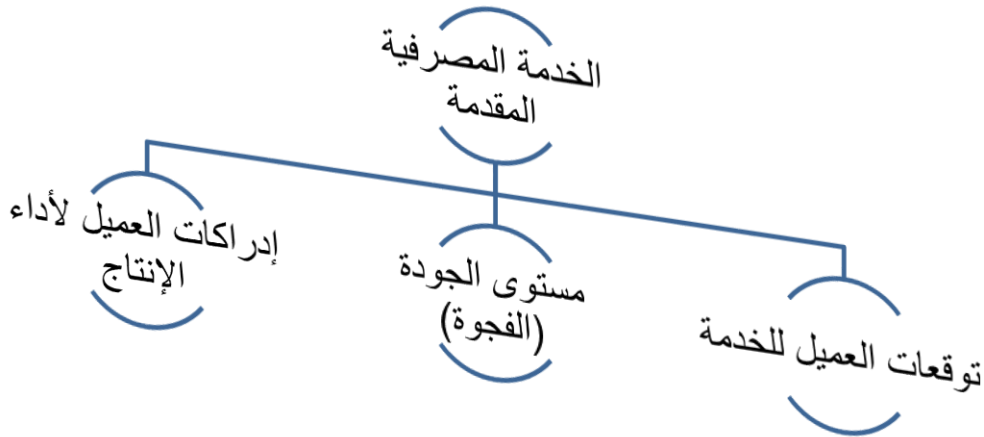 الخدمة المصرفية
المقدمة
توقعات العميل للخدمة
مستوى الجودة
(الفجوة)
إدراكات العميل لأداء
الإنتاج